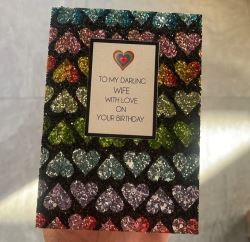 TO MY DARLING
WIFE
WITH LOVE
ON
YOUR BIRTHDAY